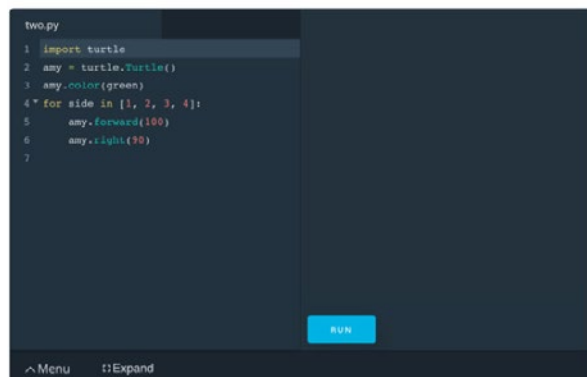 two.py
1 import turtle
2 amy = turtle.Turtle()
3 amy.color(green)
4 for side in [1, 2, 3, 4]:
5     amy.forward(100)
6     amy.right(90)
7
RUN
Menu
Expand